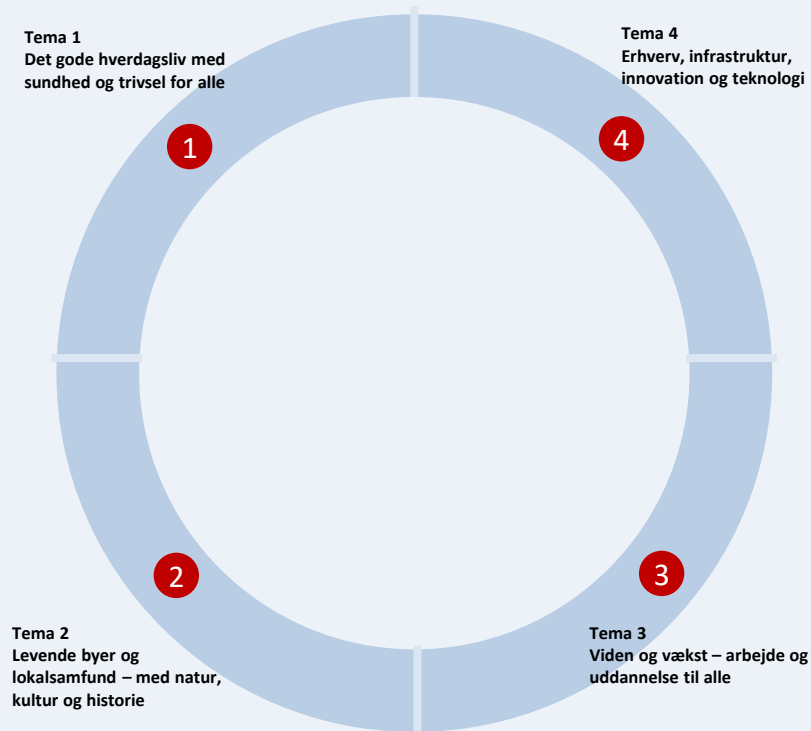 Tema 1
Det gode hverdagsliv med
sundhed og trivsel for alle
1
Tema 4
Erhverv, infrastruktur,
innovation og teknologi
4
2
Tema 2
Levende byer og
lokalsamfund – med natur,
kultur og historie
3
Tema 3
Viden og vækst – arbejde og
uddannelse til alle